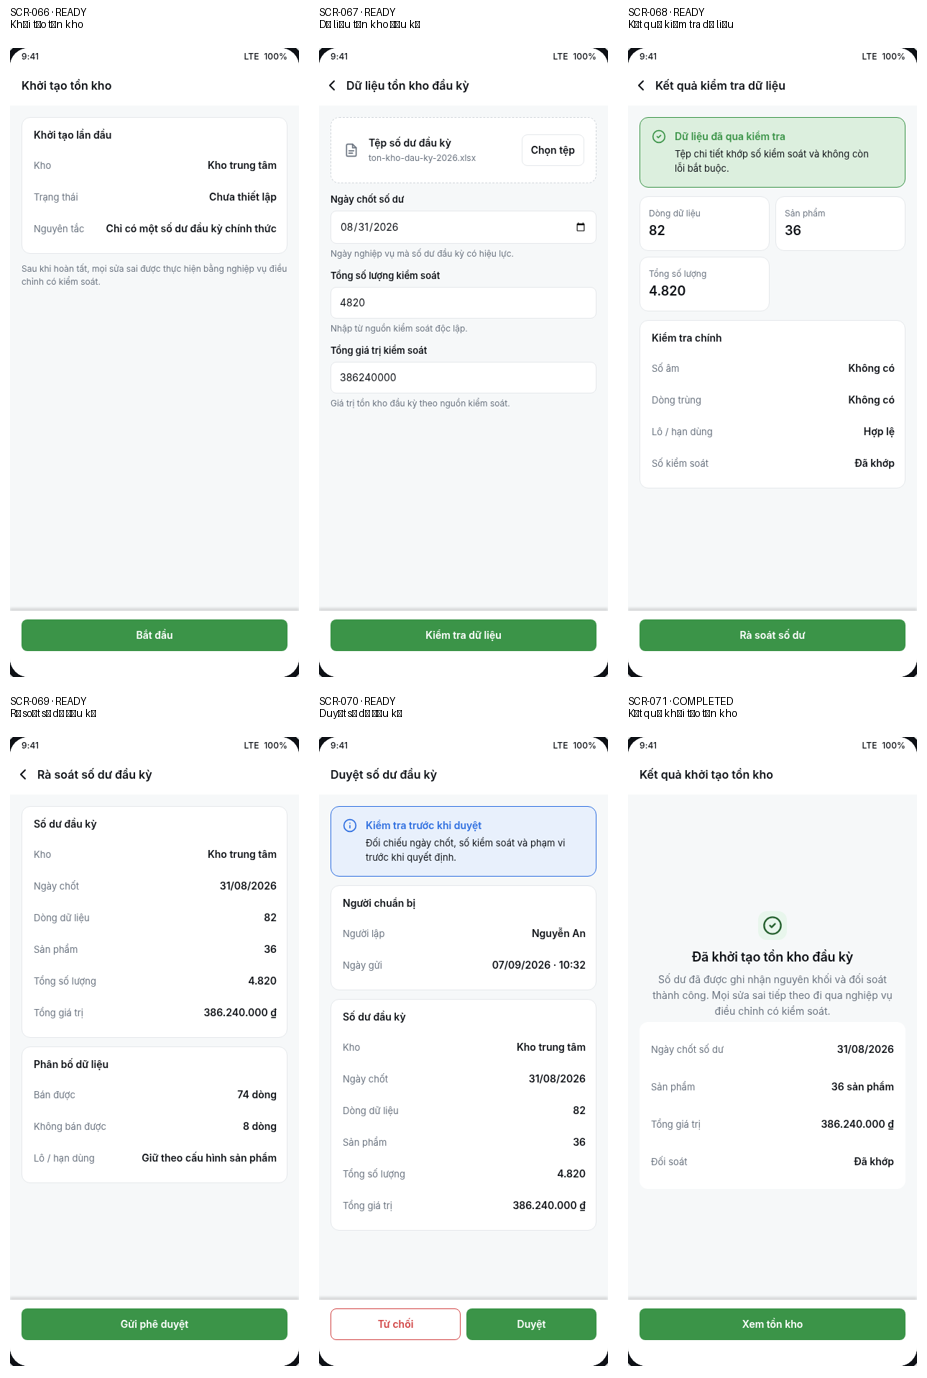 SCR-066 · READY
9:41 LTE 100%
Khởi tạo tồn kho
Khởi tạo lần đầu
Kho Kho trung tâm
Trạng thái Chưa thiết lập
Nguyên tắc Chỉ có một số dư đầu kỳ chính thức
Sau khi hoàn tất, mọi sửa sai được thực hiện bằng nghiệp vụ điều
chỉnh có kiểm soát.
Bắt đầu
SCR-067 · READY
9:41 LTE 100%
Dữ liệu tồn kho đầu kỳ
Tệp số dư đầu kỳ
ton-kho-dau-ky-2026.xlsx
Chọn tệp
Ngày chốt số dư
08/31/2026
Ngày nghiệp vụ mà số dư đầu kỳ có hiệu lực.
Tổng số lượng kiểm soát
4820
Nhập từ nguồn kiểm soát độc lập.
Tổng giá trị kiểm soát
386240000
Giá trị tồn kho đầu kỳ theo nguồn kiểm soát.
Kiểm tra dữ liệu
SCR-068 · READY
9:41 LTE 100%
Kết quả kiểm tra dữ liệu
Dữ liệu đã qua kiểm tra
Tệp chi tiết khớp số kiểm soát và không còn
lỗi bắt buộc.
Dòng dữ liệu
82
Sản phẩm
36
Tổng số lượng
4.820
Kiểm tra chính
Số âm Không có
Dòng trùng Không có
Lô / hạn dùng Hợp lệ
Số kiểm soát Đã khớp
Rà soát số dư
SCR-069 · READY
9:41 LTE 100%
Rà soát số dư đầu kỳ
Số dư đầu kỳ
Kho Kho trung tâm
Ngày chốt 31/08/2026
Dòng dữ liệu 82
Sản phẩm 36
Tổng số lượng 4.820
Tổng giá trị 386.240.000 ₫
Phân bổ dữ liệu
Bán được 74 dòng
Không bán được 8 dòng
Lô / hạn dùng Giữ theo cấu hình sản phẩm
Gửi phê duyệt
SCR-070 · READY
9:41 LTE 100%
Duyệt số dư đầu kỳ
Kiểm tra trước khi duyệt
Đối chiếu ngày chốt, số kiểm soát và phạm vi
trước khi quyết định.
Người chuẩn bị
Người lập Nguyễn An
Ngày gửi 07/09/2026 · 10:32
Số dư đầu kỳ
Kho Kho trung tâm
Ngày chốt 31/08/2026
Dòng dữ liệu 82
Sản phẩm 36
Tổng số lượng 4.820
Tổng giá trị 386.240.000 ₫
Từ chối
Duyệt
SCR-071 · COMPLETED
9:41 LTE 100%
Kết quả khởi tạo tồn kho
Đã khởi tạo tồn kho đầu kỳ
Số dư đã được ghi nhận nguyên khối và đối soát
thành công. Mọi sửa sai tiếp theo đi qua nghiệp vụ
điều chỉnh có kiểm soát.
Ngày chốt số dư 31/08/2026
Sản phẩm 36 sản phẩm
Tổng giá trị 386.240.000 ₫
Đối soát Đã khớp
Xem tồn kho